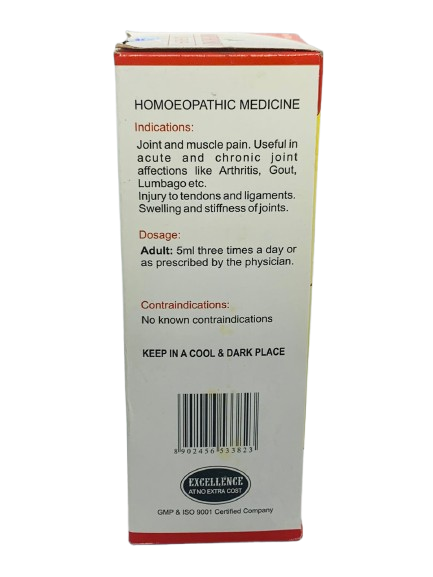 HOMOEOPATHIC MEDICINE
Indications:
Joint and muscle pain. Useful in
acute and chronic joint
affections like Arthritis, Gout,
Lumbago etc.
Injury to tendons and ligaments.
Swelling and stiffness of joints.
Dosage:
Adult: 5ml three times a day or
as prescribed by the physician.
Contraindications:
No known contraindications
KEEP IN A COOL & DARK PLACE
8 902456 533823
EXCELLENCE
AT NO EXTRA COST
GMP & ISO 9001 Certified Company